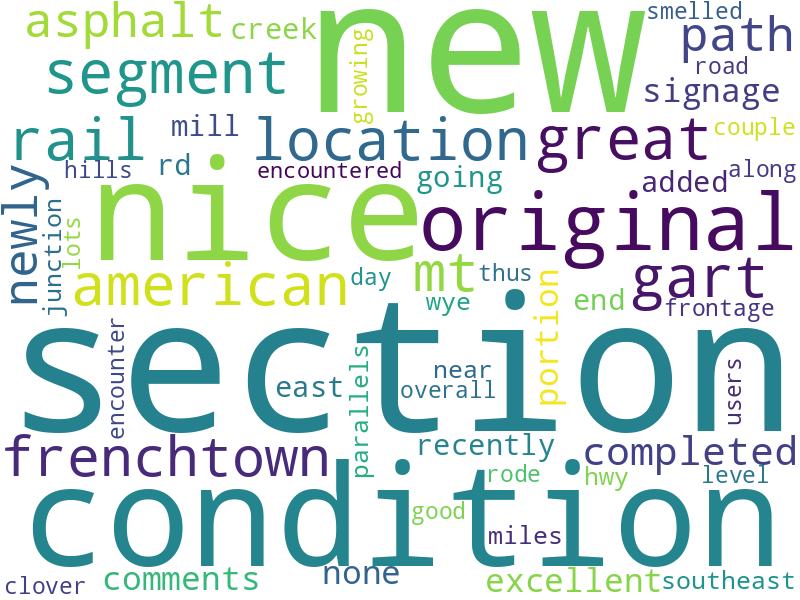 asphalt
creek
growing
new
smelled
path
road
segment
signage
rail
mill
location
great
couple
hills
rd
encountered
going
added
along
newly
junction
lots
nice
original
american
day
mt
thus
gart
wye
end
frontage
portion
section
encounter
east
parallels
near
overall
users
frenchtown
recently
completed
condition
rode
hwy
level
good
miles
clover
comments
none
excellent
southeast